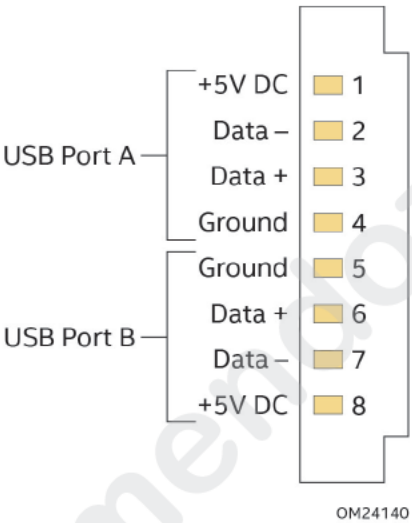 +5V DC 1
Data – 2
USB Port A
Data + 3
Ground 4
Ground 5
Data + 6
USB Port B
Data – 7
+5V DC 8
OM24140